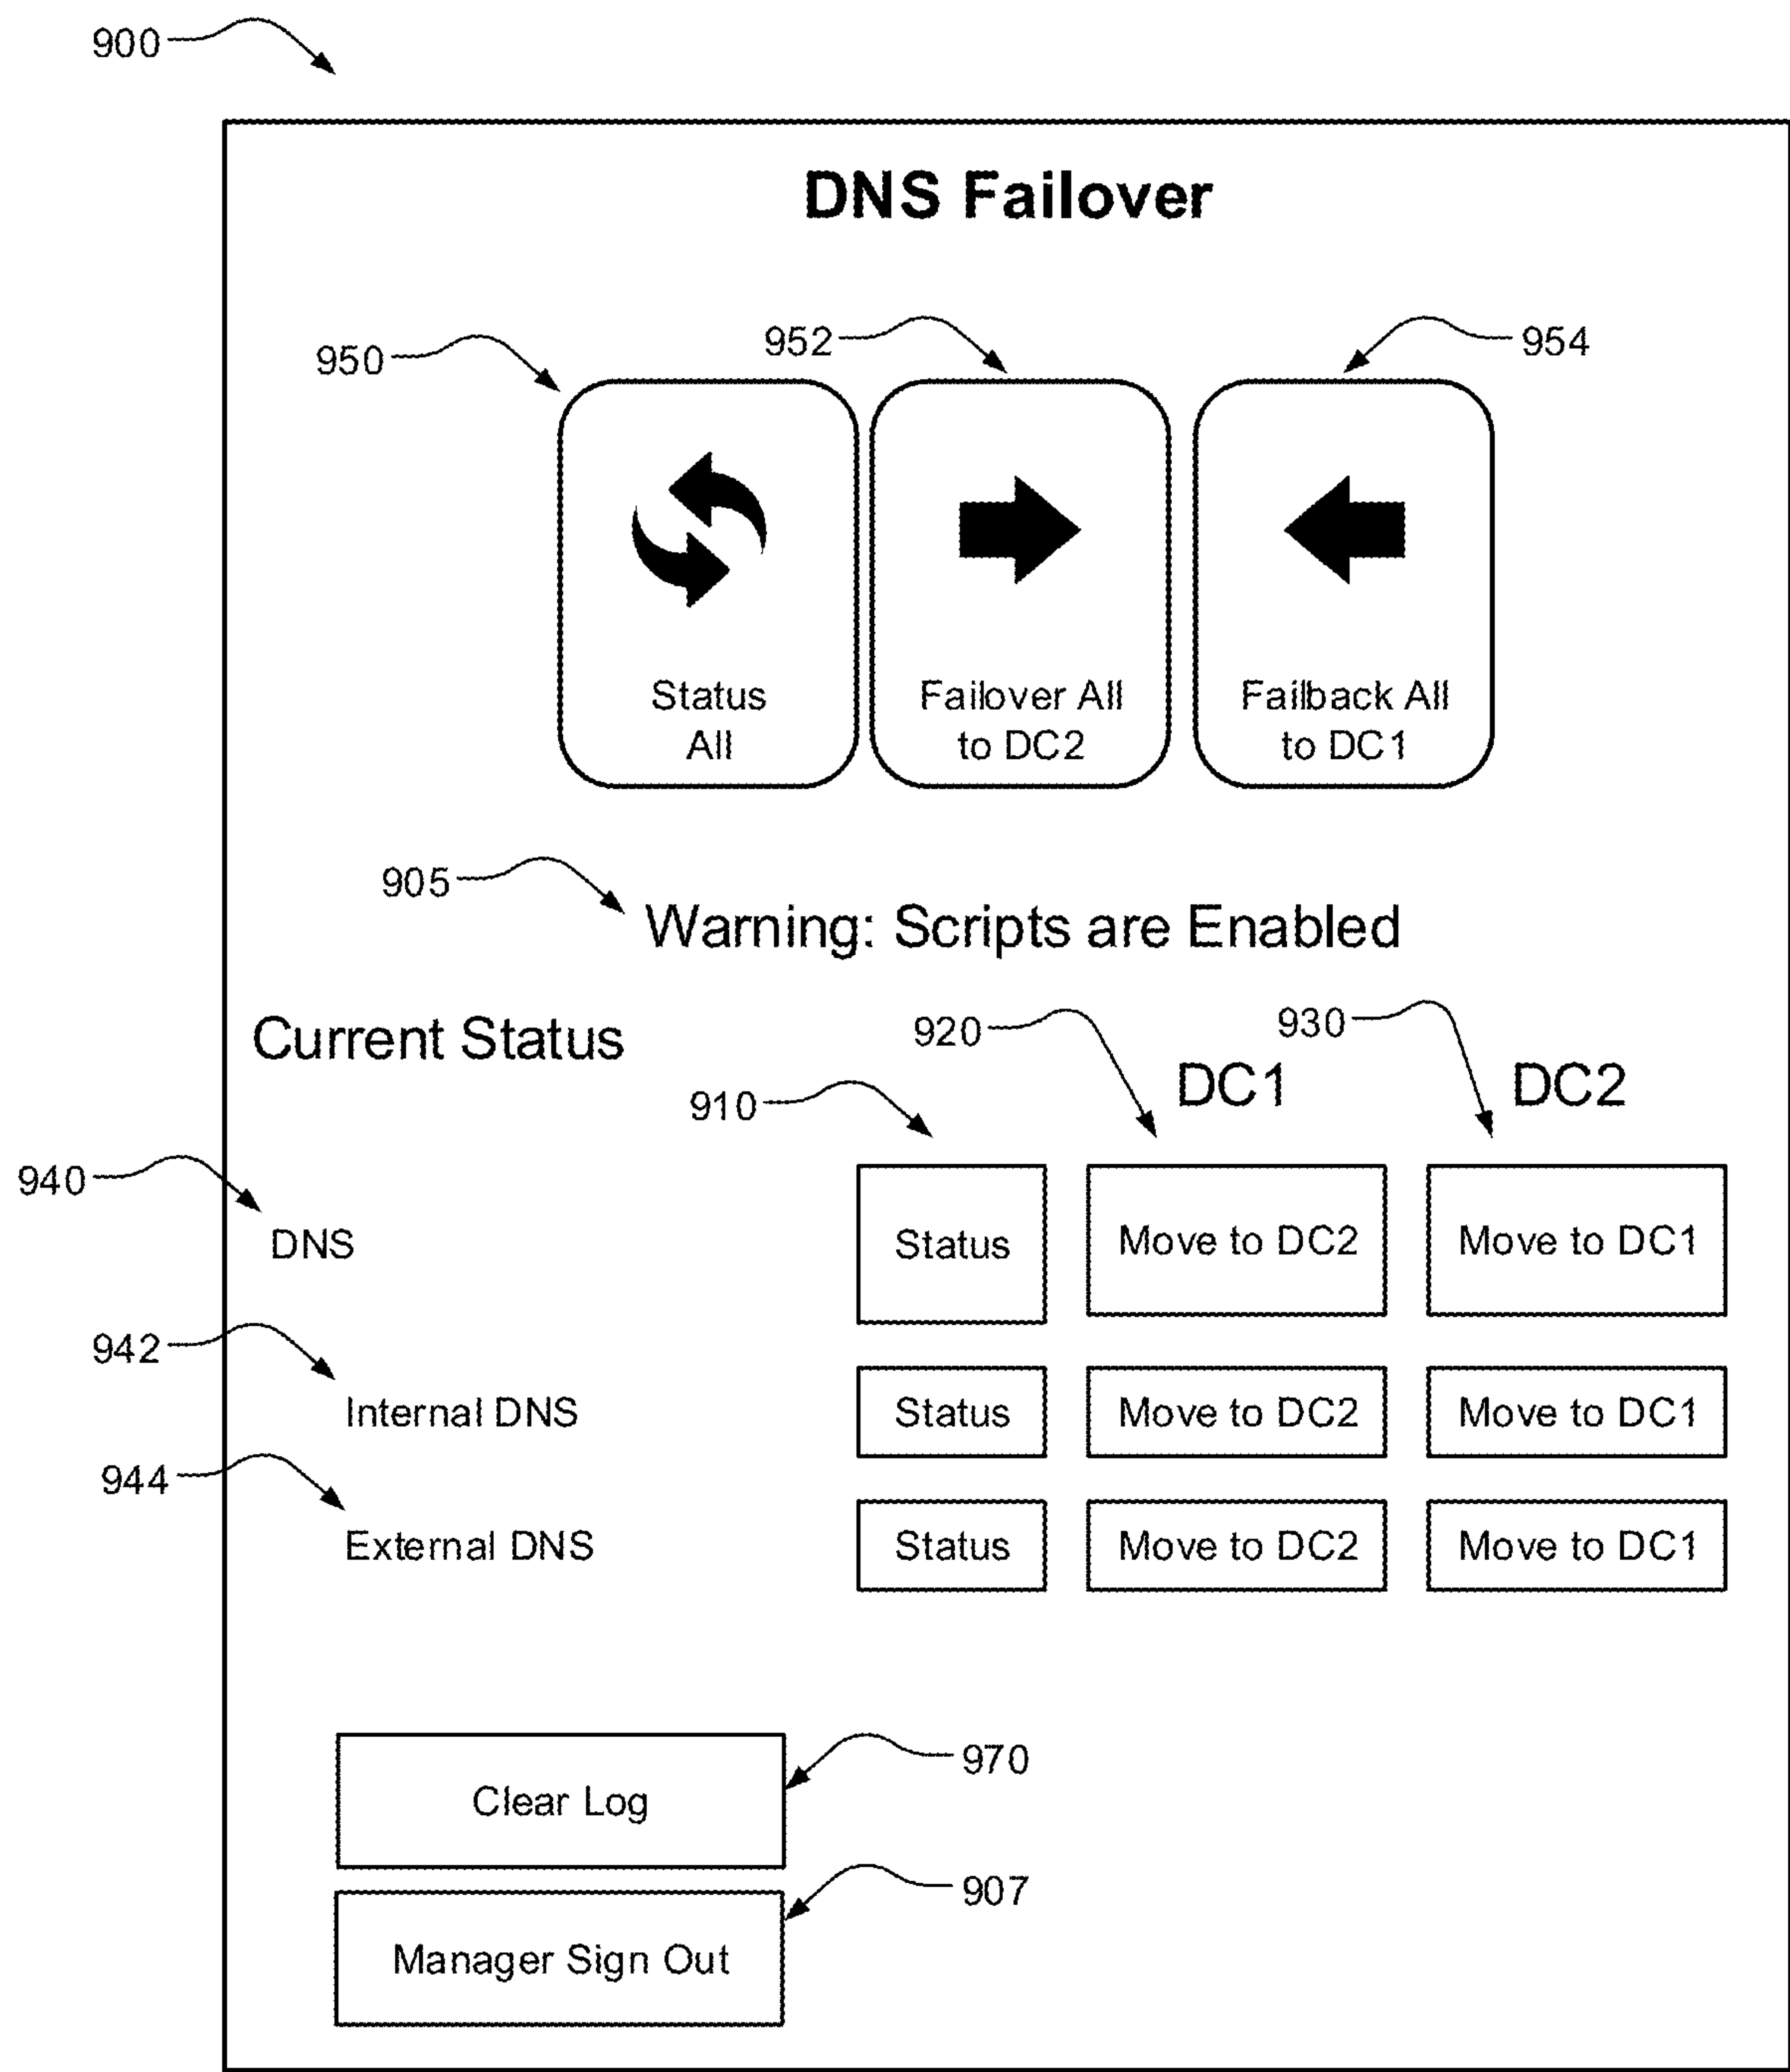 900
DNS Failover
950
952
954
Status
All
Failover All
to DC2
Failback All
to DC1
905
Warning: Scripts are Enabled
Current Status
920
930
DC1
DC2
910
940
DNS
Status
Move to DC2
Move to DC1
942
Internal DNS
Status
Move to DC2
Move to DC1
944
External DNS
Status
Move to DC2
Move to DC1
970
Clear Log
907
Manager Sign Out